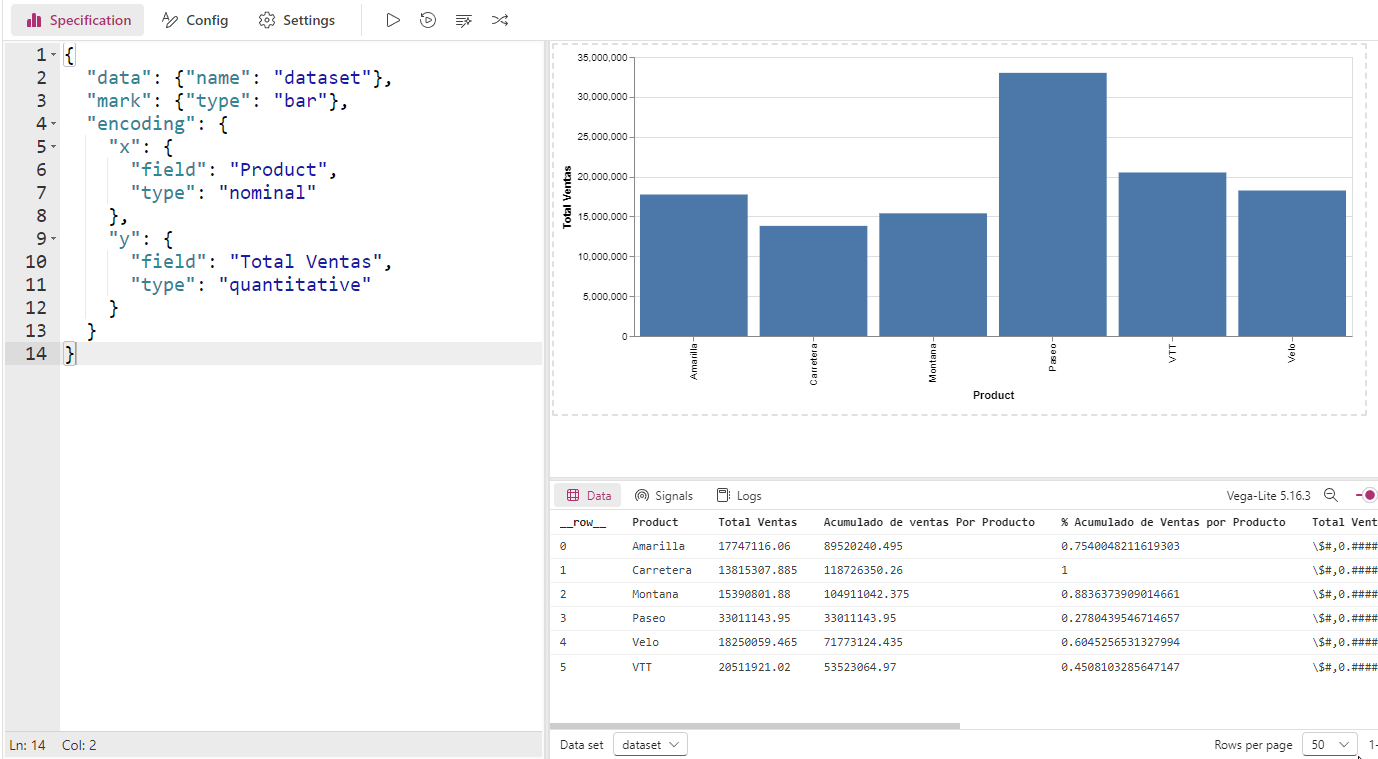 Specification Config Settings
1 {
2 "data": {"name": "dataset"},
3 "mark": {"type": "bar"},
4 "encoding": {
5 "x": {
6 "field": "Product",
7 "type": "nominal"
8 },
9 "y": {
10 "field": "Total Ventas",
11 "type": "quantitative"
12 }
13 }
14 }
Ln: 14 Col: 2
35,000,000
30,000,000
25,000,000
20,000,000
15,000,000
10,000,000
5,000,000
0
Total Ventas
Amarilla
Carretera
Montana
Paseo
VTT
Velo
Product
Data Signals Logs Vega-Lite 5.16.3
__row__ Product Total Ventas Acumulado de ventas Por Producto % Acumulado de Ventas por Producto Total Vent
0 Amarilla 17747116.06 89520240.495 0.7540048211619303 \$#,0.####
1 Carretera 13815307.885 118726350.26 1 \$#,0.####
2 Montana 15390801.88 104911042.375 0.8836373909014661 \$#,0.####
3 Paseo 33011143.95 33011143.95 0.2780439546714657 \$#,0.####
4 Velo 18250059.465 71773124.435 0.6045256531327994 \$#,0.####
5 VTT 20511921.02 53523064.97 0.4508103285647147 \$#,0.####
Data set dataset Rows per page 50 1-